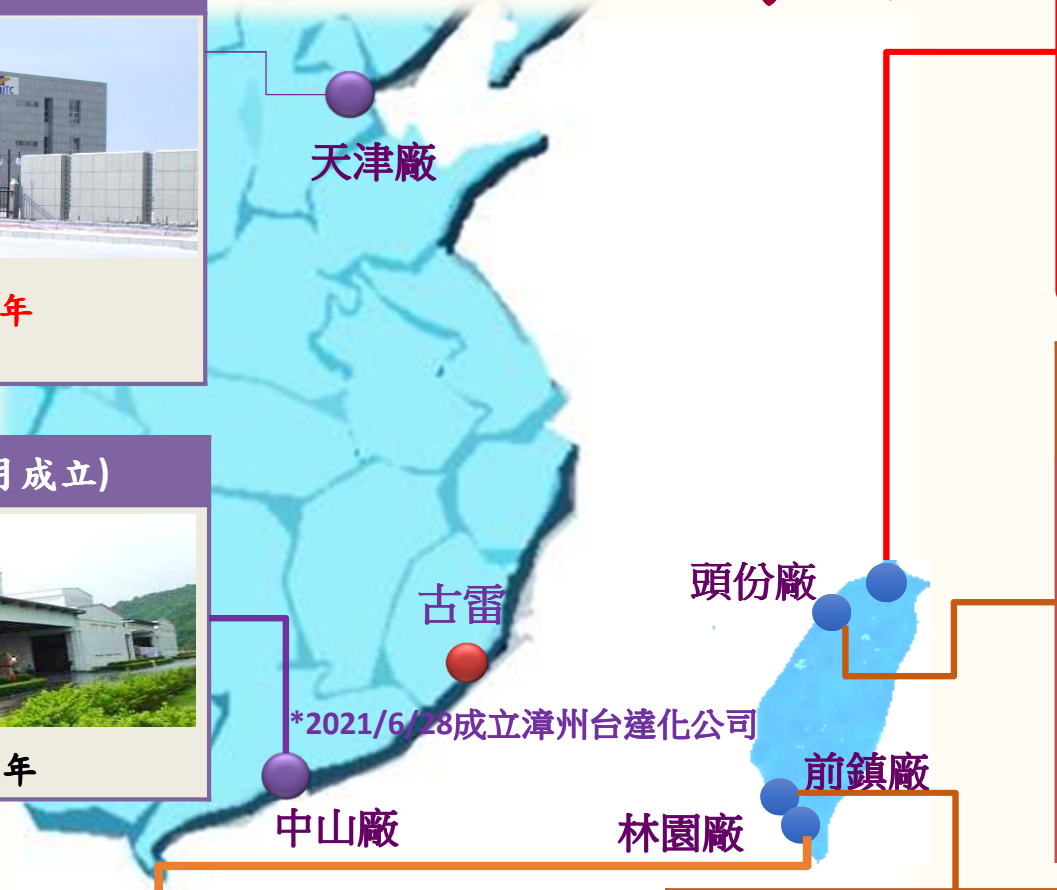 天津廠
年
月成立)
古雷
頭份廠
*2021/6/28成立漳州台達化公司
年
前鎮廠
中山廠
林園廠